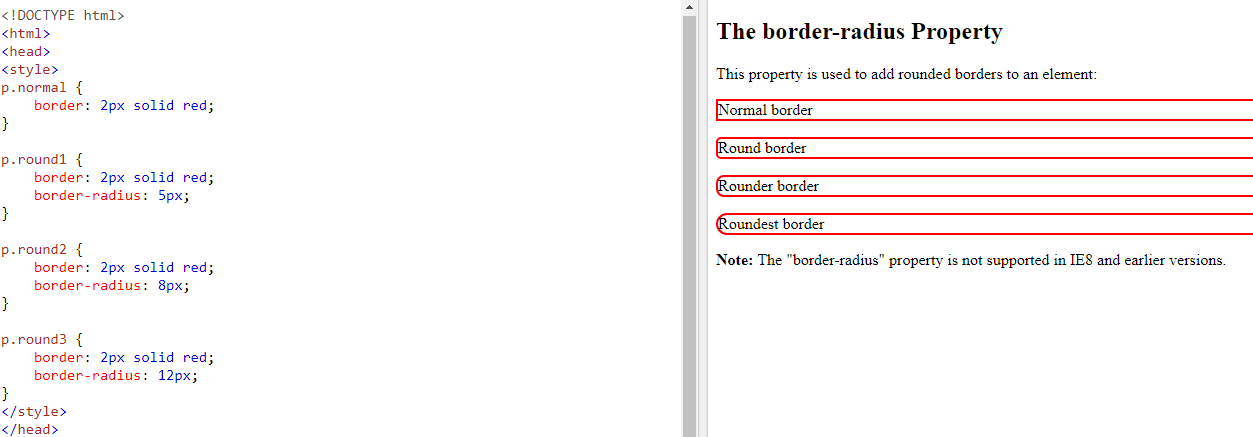 <!DOCTYPE html>
<html>
<head>
<style>
p.normal {
    border: 2px solid red;
}

p.round1 {
    border: 2px solid red;
    border-radius: 5px;
}

p.round2 {
    border: 2px solid red;
    border-radius: 8px;
}

p.round3 {
    border: 2px solid red;
    border-radius: 12px;
}
</style>
</head>
The border-radius Property
This property is used to add rounded borders to an element:
Normal border
Round border
Rounder border
Roundest border
Note: The "border-radius" property is not supported in IE8 and earlier versions.